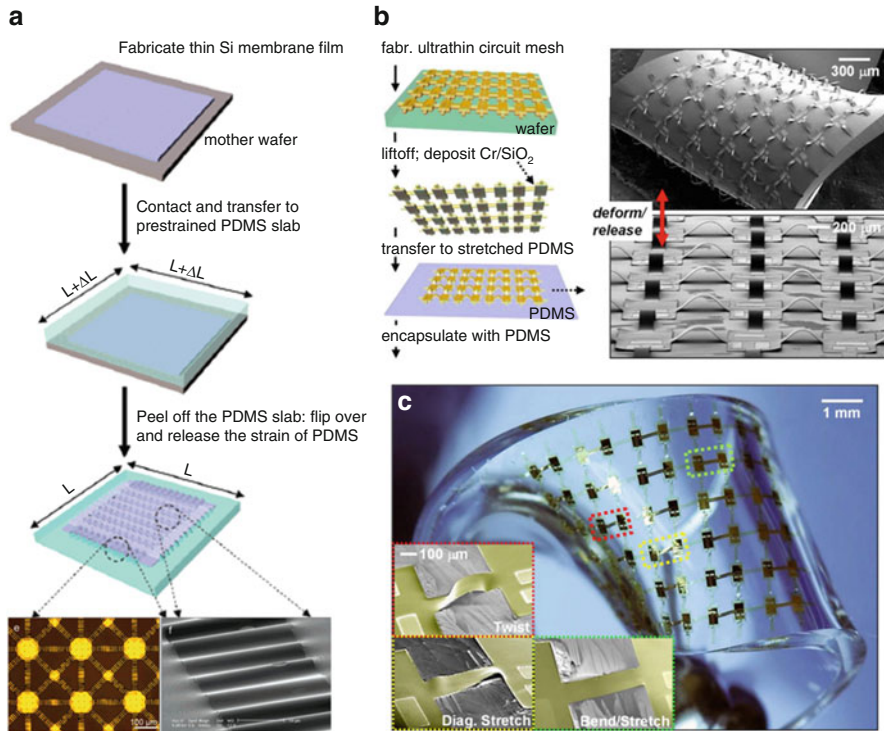 a
Fabricate thin Si membrane film
mother wafer
Contact and transfer to
prestrained PDMS slab
L+ΔL
L+ΔL
Peel off the PDMS slab: flip over
and release the strain of PDMS
L
L
e
100 μm
f
b
fabr. ultrathin circuit mesh
wafer
liftoff; deposit Cr/SiO₂
transfer to stretched PDMS
PDMS
encapsulate with PDMS
300 μm
deform/
release
200 μm
c
1 mm
100 μm
Twist
Diag. Stretch
Bend/Stretch